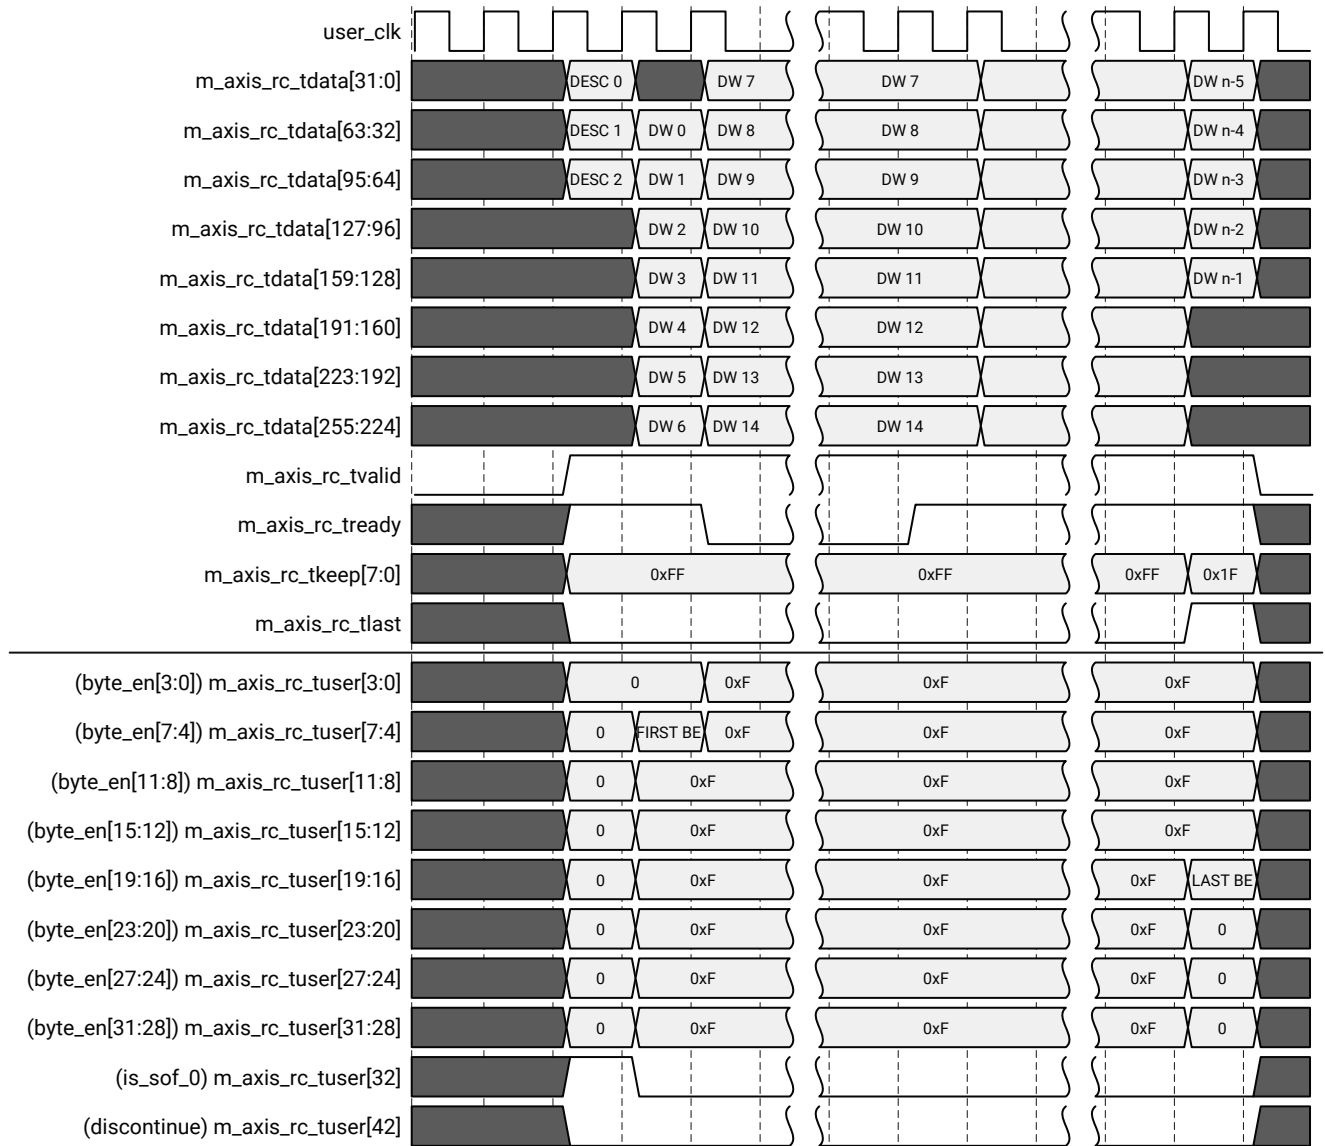 user_clk
m_axis_rc_tdata[31:0] DESC 0 DW 7 DW 7 DW n-5
m_axis_rc_tdata[63:32] DESC 1 DW 0 DW 8 DW 8 DW n-4
m_axis_rc_tdata[95:64] DESC 2 DW 1 DW 9 DW 9 DW n-3
m_axis_rc_tdata[127:96] DW 2 DW 10 DW 10 DW n-2
m_axis_rc_tdata[159:128] DW 3 DW 11 DW 11 DW n-1
m_axis_rc_tdata[191:160] DW 4 DW 12 DW 12
m_axis_rc_tdata[223:192] DW 5 DW 13 DW 13
m_axis_rc_tdata[255:224] DW 6 DW 14 DW 14
m_axis_rc_tvalid
m_axis_rc_tready
m_axis_rc_tkeep[7:0] 0xFF 0xFF 0xFF 0x1F
m_axis_rc_tlast
(byte_en[3:0]) m_axis_rc_tuser[3:0] 0 0xF 0xF 0xF
(byte_en[7:4]) m_axis_rc_tuser[7:4] 0 FIRST BE 0xF 0xF 0xF
(byte_en[11:8]) m_axis_rc_tuser[11:8] 0 0xF 0xF 0xF
(byte_en[15:12]) m_axis_rc_tuser[15:12] 0 0xF 0xF 0xF
(byte_en[19:16]) m_axis_rc_tuser[19:16] 0 0xF 0xF 0xF LAST BE
(byte_en[23:20]) m_axis_rc_tuser[23:20] 0 0xF 0xF 0xF 0
(byte_en[27:24]) m_axis_rc_tuser[27:24] 0 0xF 0xF 0xF 0
(byte_en[31:28]) m_axis_rc_tuser[31:28] 0 0xF 0xF 0xF 0
(is_sof_0) m_axis_rc_tuser[32]
(discontinue) m_axis_rc_tuser[42]